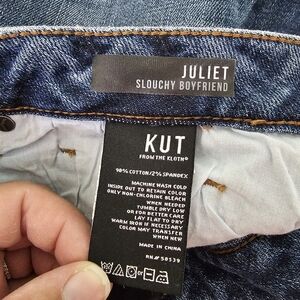 JULIET
SLOUCHY BOYFRIEND
KUT
FROM THE KLOTH®
98% COTTON/2% SPANDEX
MACHINE WASH COLD
INSIDE OUT TO RETAIN COLOR
ONLY NON-CHLORINE BLEACH
WHEN NEEDED
TUMBLE DRY LOW
OR FOR BETTER CARE
LAY FLAT TO DRY
WARM IRON IF NECESSARY
COLOR MAY TRANSFER
WHEN NEW
MADE IN CHINA
RN# 58539